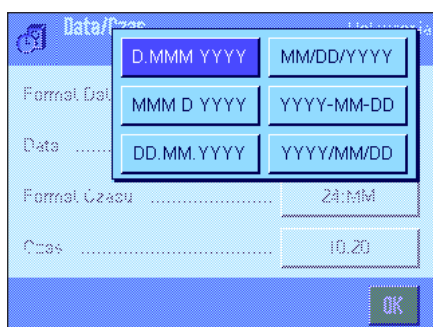 Data/Czas
D.MMM YYYY
MM/DD/YYYY
Format Dat
MMM D YYYY
YYYY-MM-DD
Data ........
DD.MM.YYYY
YYYY/MM/DD
Format Czasu ....................
24:MM
Czas ....................
10.20
OK